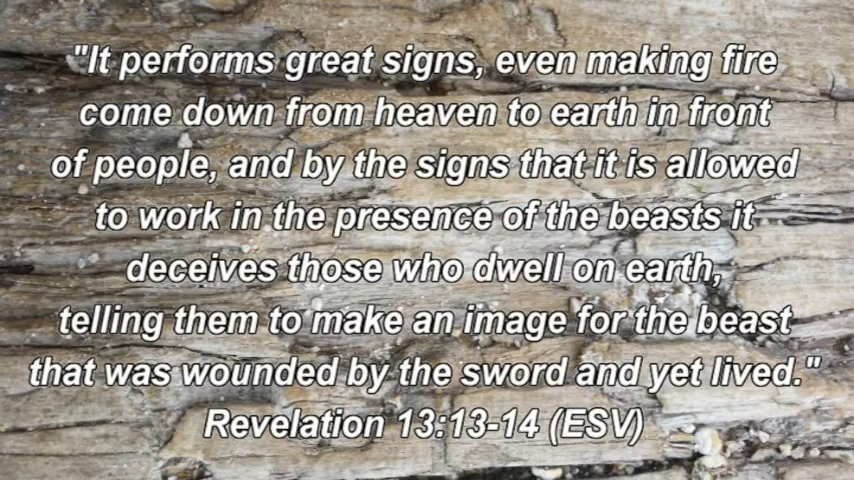 "It performs great signs, even making fire
come down from heaven to earth in front
of people, and by the signs that it is allowed
to work in the presence of the beasts it
deceives those who dwell on earth,
telling them to make an image for the beast
that was wounded by the sword and yet lived."
Revelation 13:13-14 (ESV)